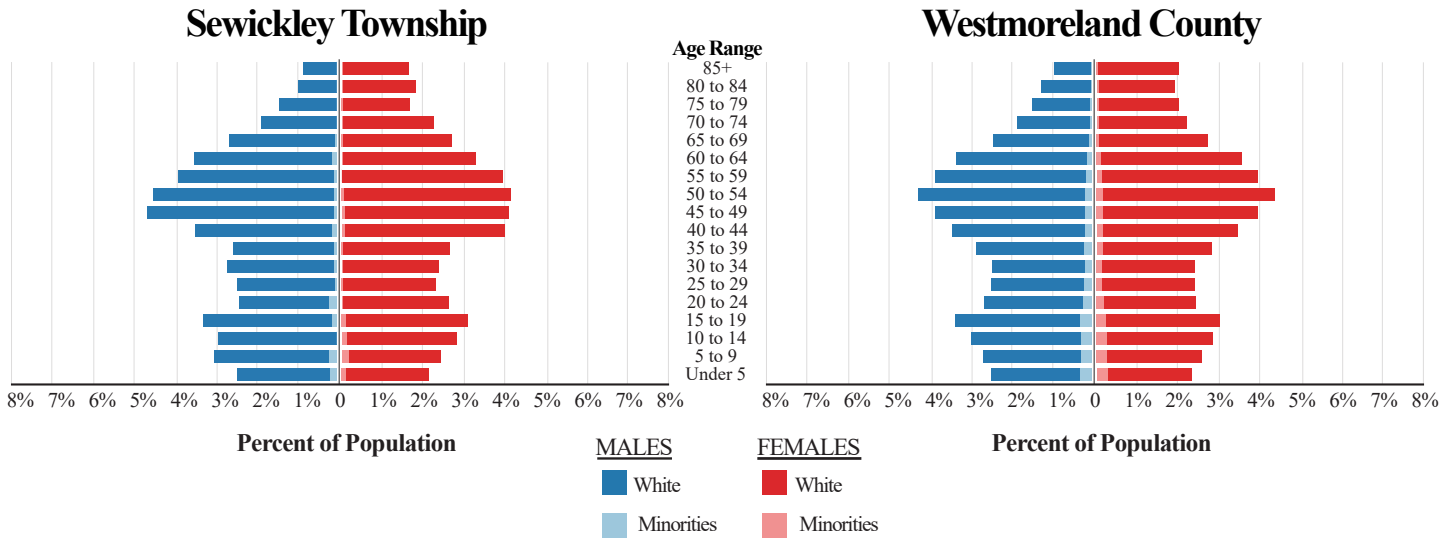 Sewickley Township
Westmoreland County
Age Range
85+
80 to 84
75 to 79
70 to 74
65 to 69
60 to 64
55 to 59
50 to 54
45 to 49
40 to 44
35 to 39
30 to 34
25 to 29
20 to 24
15 to 19
10 to 14
5 to 9
Under 5
8% 7% 6% 5% 4% 3% 2% 1% 0 1% 2% 3% 4% 5% 6% 7% 8%
8% 7% 6% 5% 4% 3% 2% 1% 0 1% 2% 3% 4% 5% 6% 7% 8%
Percent of Population
Percent of Population
MALES
White
Minorities
FEMALES
White
Minorities